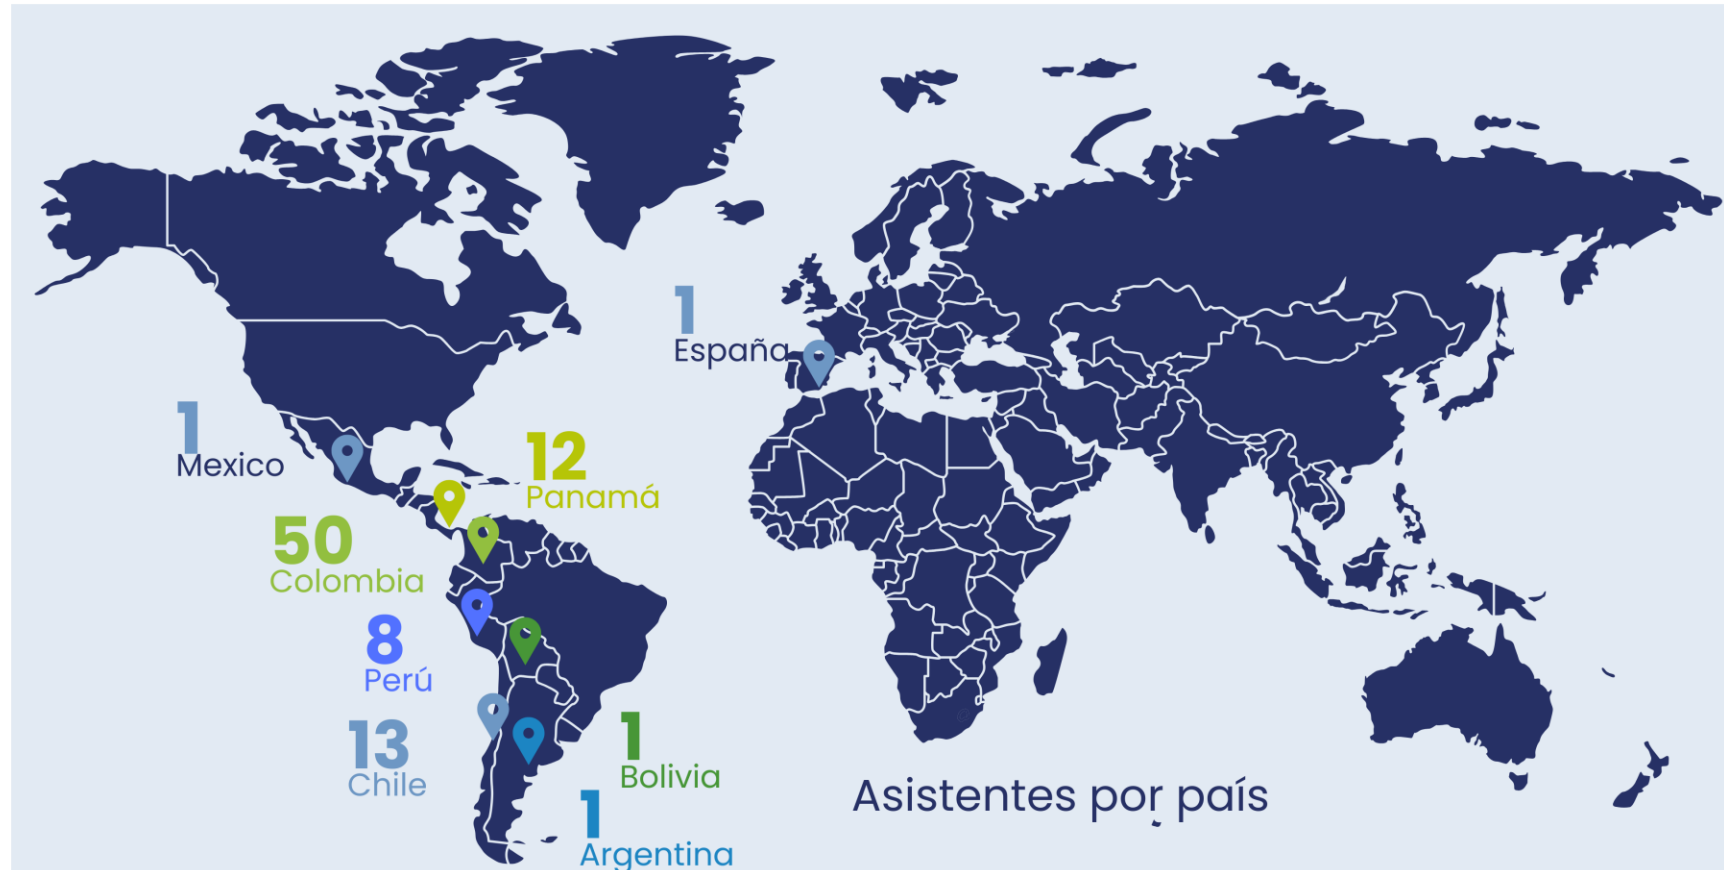 1
España
1
Mexico
12
Panamá
50
Colombia
8
Perú
13
Chile
1
Bolivia
1
Argentina
Asistentes por país